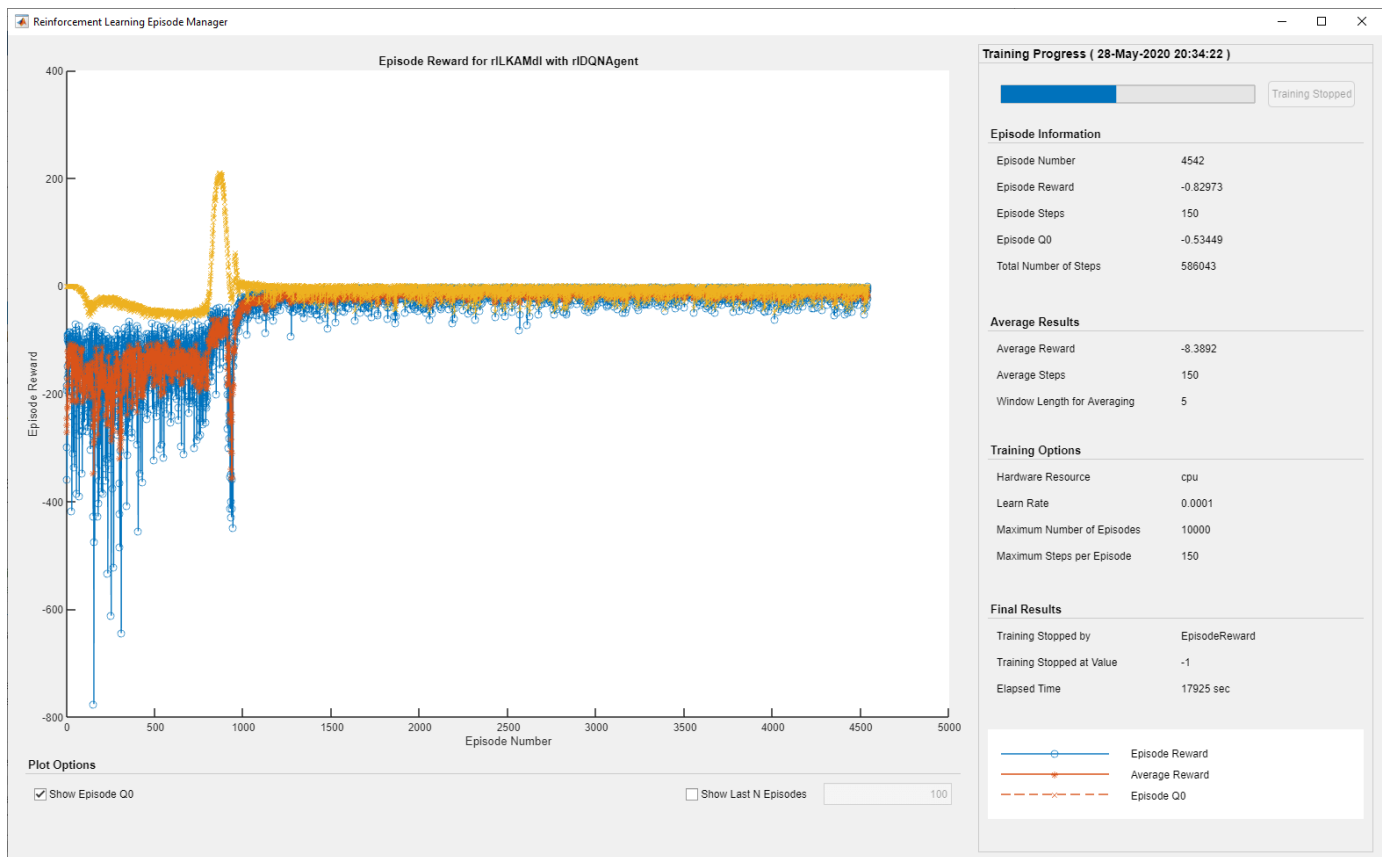 Reinforcement Learning Episode Manager
Episode Reward for rlLKAMdl with rlDQNAgent
400
200
0
-200
-400
-600
-800
Episode Reward
0 500 1000 1500 2000 2500 3000 3500 4000 4500 5000
Episode Number
Plot Options
Show Episode Q0
Show Last N Episodes 100
Training Progress ( 28-May-2020 20:34:22 )
Training Stopped
Episode Information
Episode Number 4542
Episode Reward -0.82973
Episode Steps 150
Episode Q0 -0.53449
Total Number of Steps 586043
Average Results
Average Reward -8.3892
Average Steps 150
Window Length for Averaging 5
Training Options
Hardware Resource cpu
Learn Rate 0.0001
Maximum Number of Episodes 10000
Maximum Steps per Episode 150
Final Results
Training Stopped by EpisodeReward
Training Stopped at Value -1
Elapsed Time 17925 sec
Episode Reward
Average Reward
Episode Q0